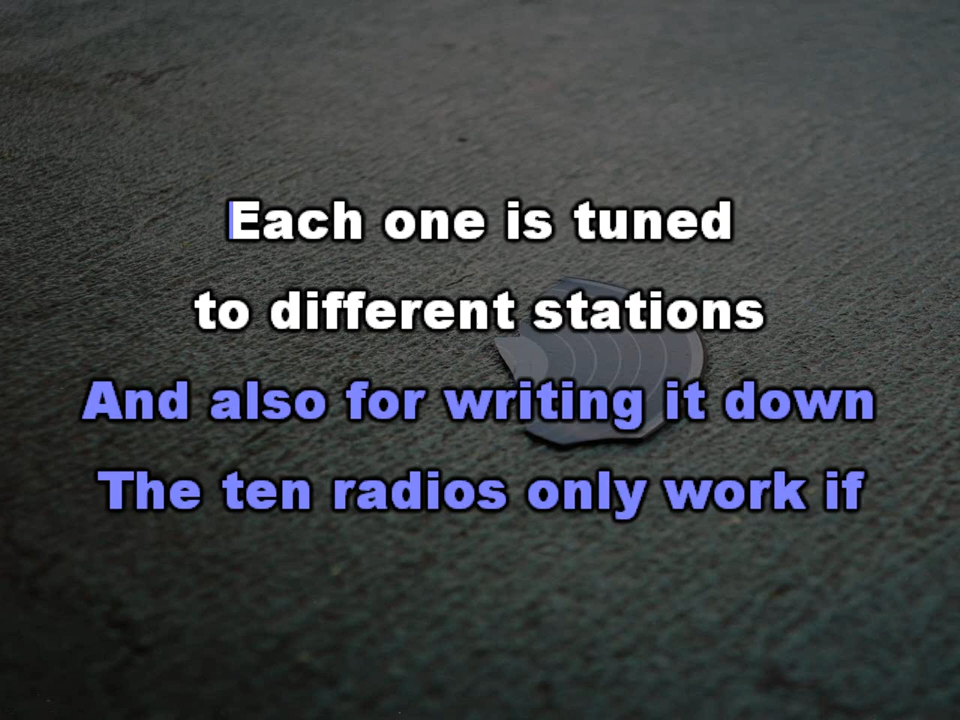 Each one is tuned
to different stations
And also for writing it down
The ten radios only work if